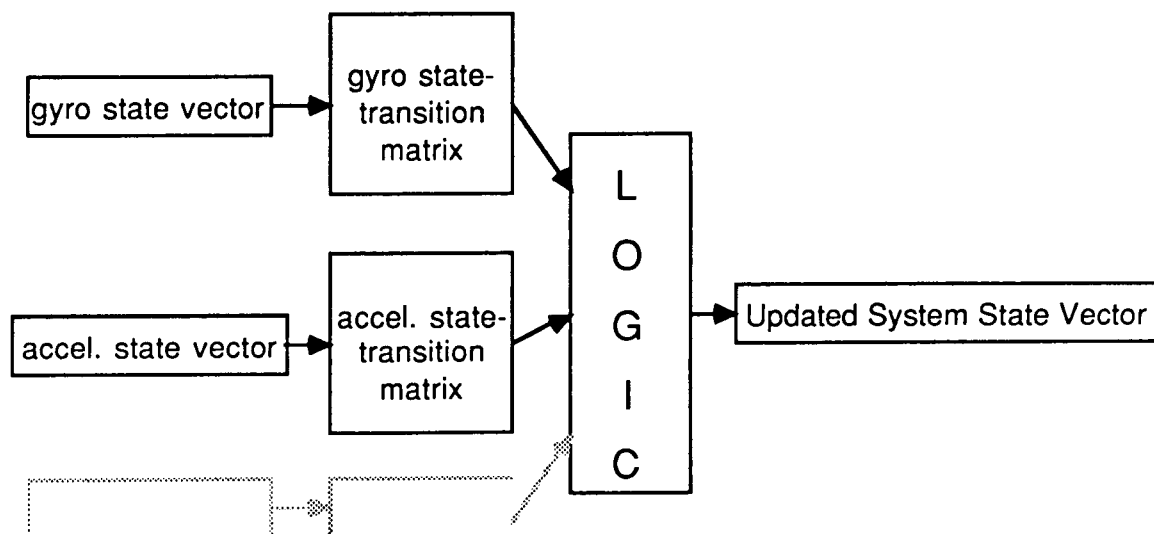 gyro state vector
gyro state-
transition
matrix
accel. state vector
accel. state-
transition
matrix
L
O
G
I
C
Updated System State Vector